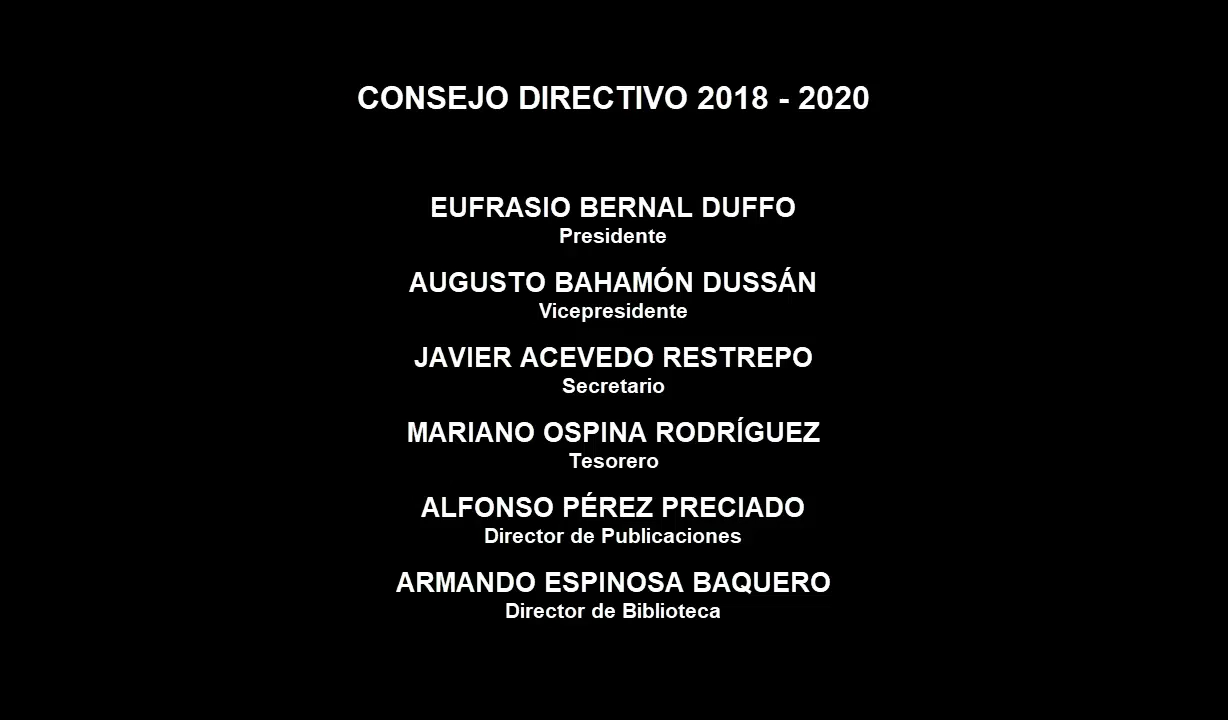 CONSEJO DIRECTIVO 2018 - 2020
EUFRASIO BERNAL DUFFO
Presidente
AUGUSTO BAHAMÓN DUSSÁN
Vicepresidente
JAVIER ACEVEDO RESTREPO
Secretario
MARIANO OSPINA RODRÍGUEZ
Tesorero
ALFONSO PÉREZ PRECIADO
Director de Publicaciones
ARMANDO ESPINOSA BAQUERO
Director de Biblioteca